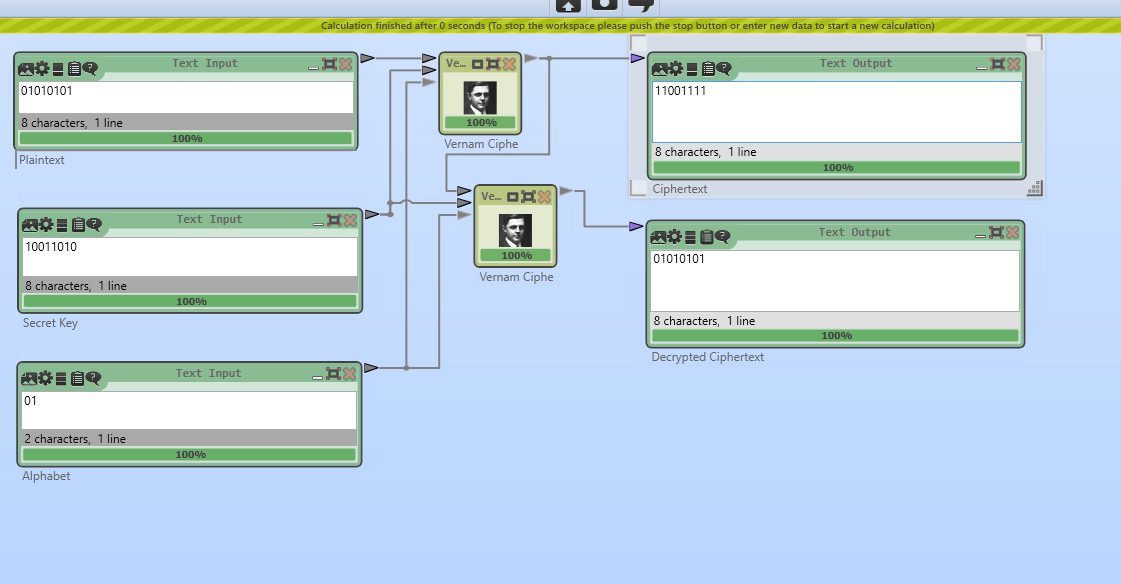 Calculation finished after 0 seconds (To stop the workspace please push the stop button or enter new data to start a new calculation)
Text Input
01010101
8 characters,  1 line
100%
Plaintext
Ve...
100%
Vernam Ciphe
Text Output
11001111
8 characters,  1 line
100%
Ciphertext
Text Input
10011010
8 characters,  1 line
100%
Secret Key
Ve...
100%
Vernam Ciphe
Text Output
01010101
8 characters,  1 line
100%
Decrypted Ciphertext
Text Input
01
2 characters,  1 line
100%
Alphabet